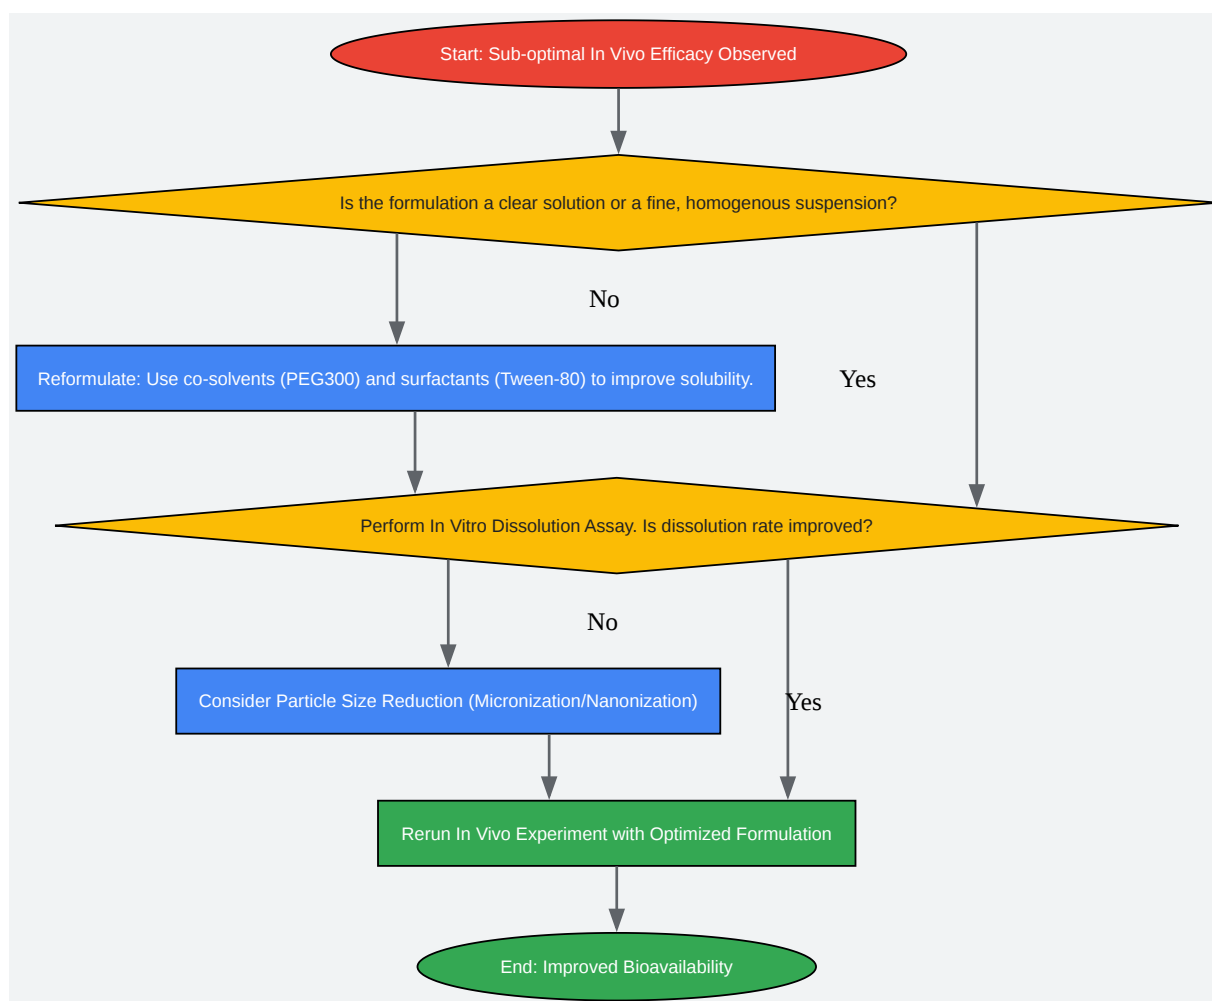 Start: Sub-optimal In Vivo Efficacy Observed
Is the formulation a clear solution or a fine, homogenous suspension?
No
Reformulate: Use co-solvents (PEG300) and surfactants (Tween-80) to improve solubility.
Yes
Perform In Vitro Dissolution Assay. Is dissolution rate improved?
No
Consider Particle Size Reduction (Micronization/Nanonization)
Yes
Rerun In Vivo Experiment with Optimized Formulation
End: Improved Bioavailability